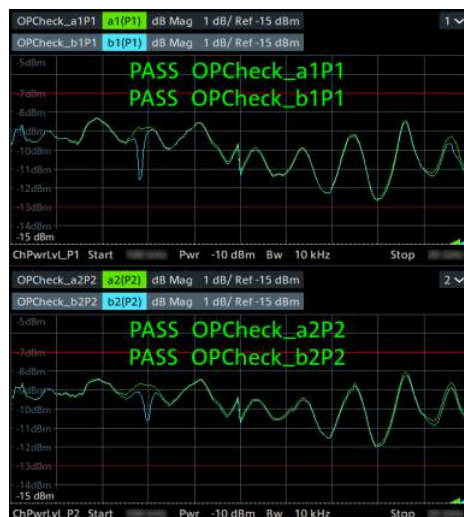 OPCheck_a1P1 a1(P1) dB Mag 1 dB/ Ref -15 dBm 1
OPCheck_b1P1 b1(P1) dB Mag 1 dB/ Ref -15 dBm
-5dBm
PASS OPCheck_a1P1
-7dBm
PASS OPCheck_b1P1
-8dBm
-9dBm
-10dBm
-11dBm
-12dBm
-13dBm
-15 dBm
ChPwrLvl_P1 Start Pwr -10 dBm Bw 10 kHz Stop
OPCheck_a2P2 a2(P2) dB Mag 1 dB/ Ref -15 dBm 2
OPCheck_b2P2 b2(P2) dB Mag 1 dB/ Ref -15 dBm
-5dBm
PASS OPCheck_a2P2
-7dBm
PASS OPCheck_b2P2
-8dBm
-9dBm
-10dBm
-11dBm
-12dBm
-13dBm
-14dBm
-15 dBm
ChPwrLvl_P2 Start Pwr -10 dBm Bw 10 kHz Stop